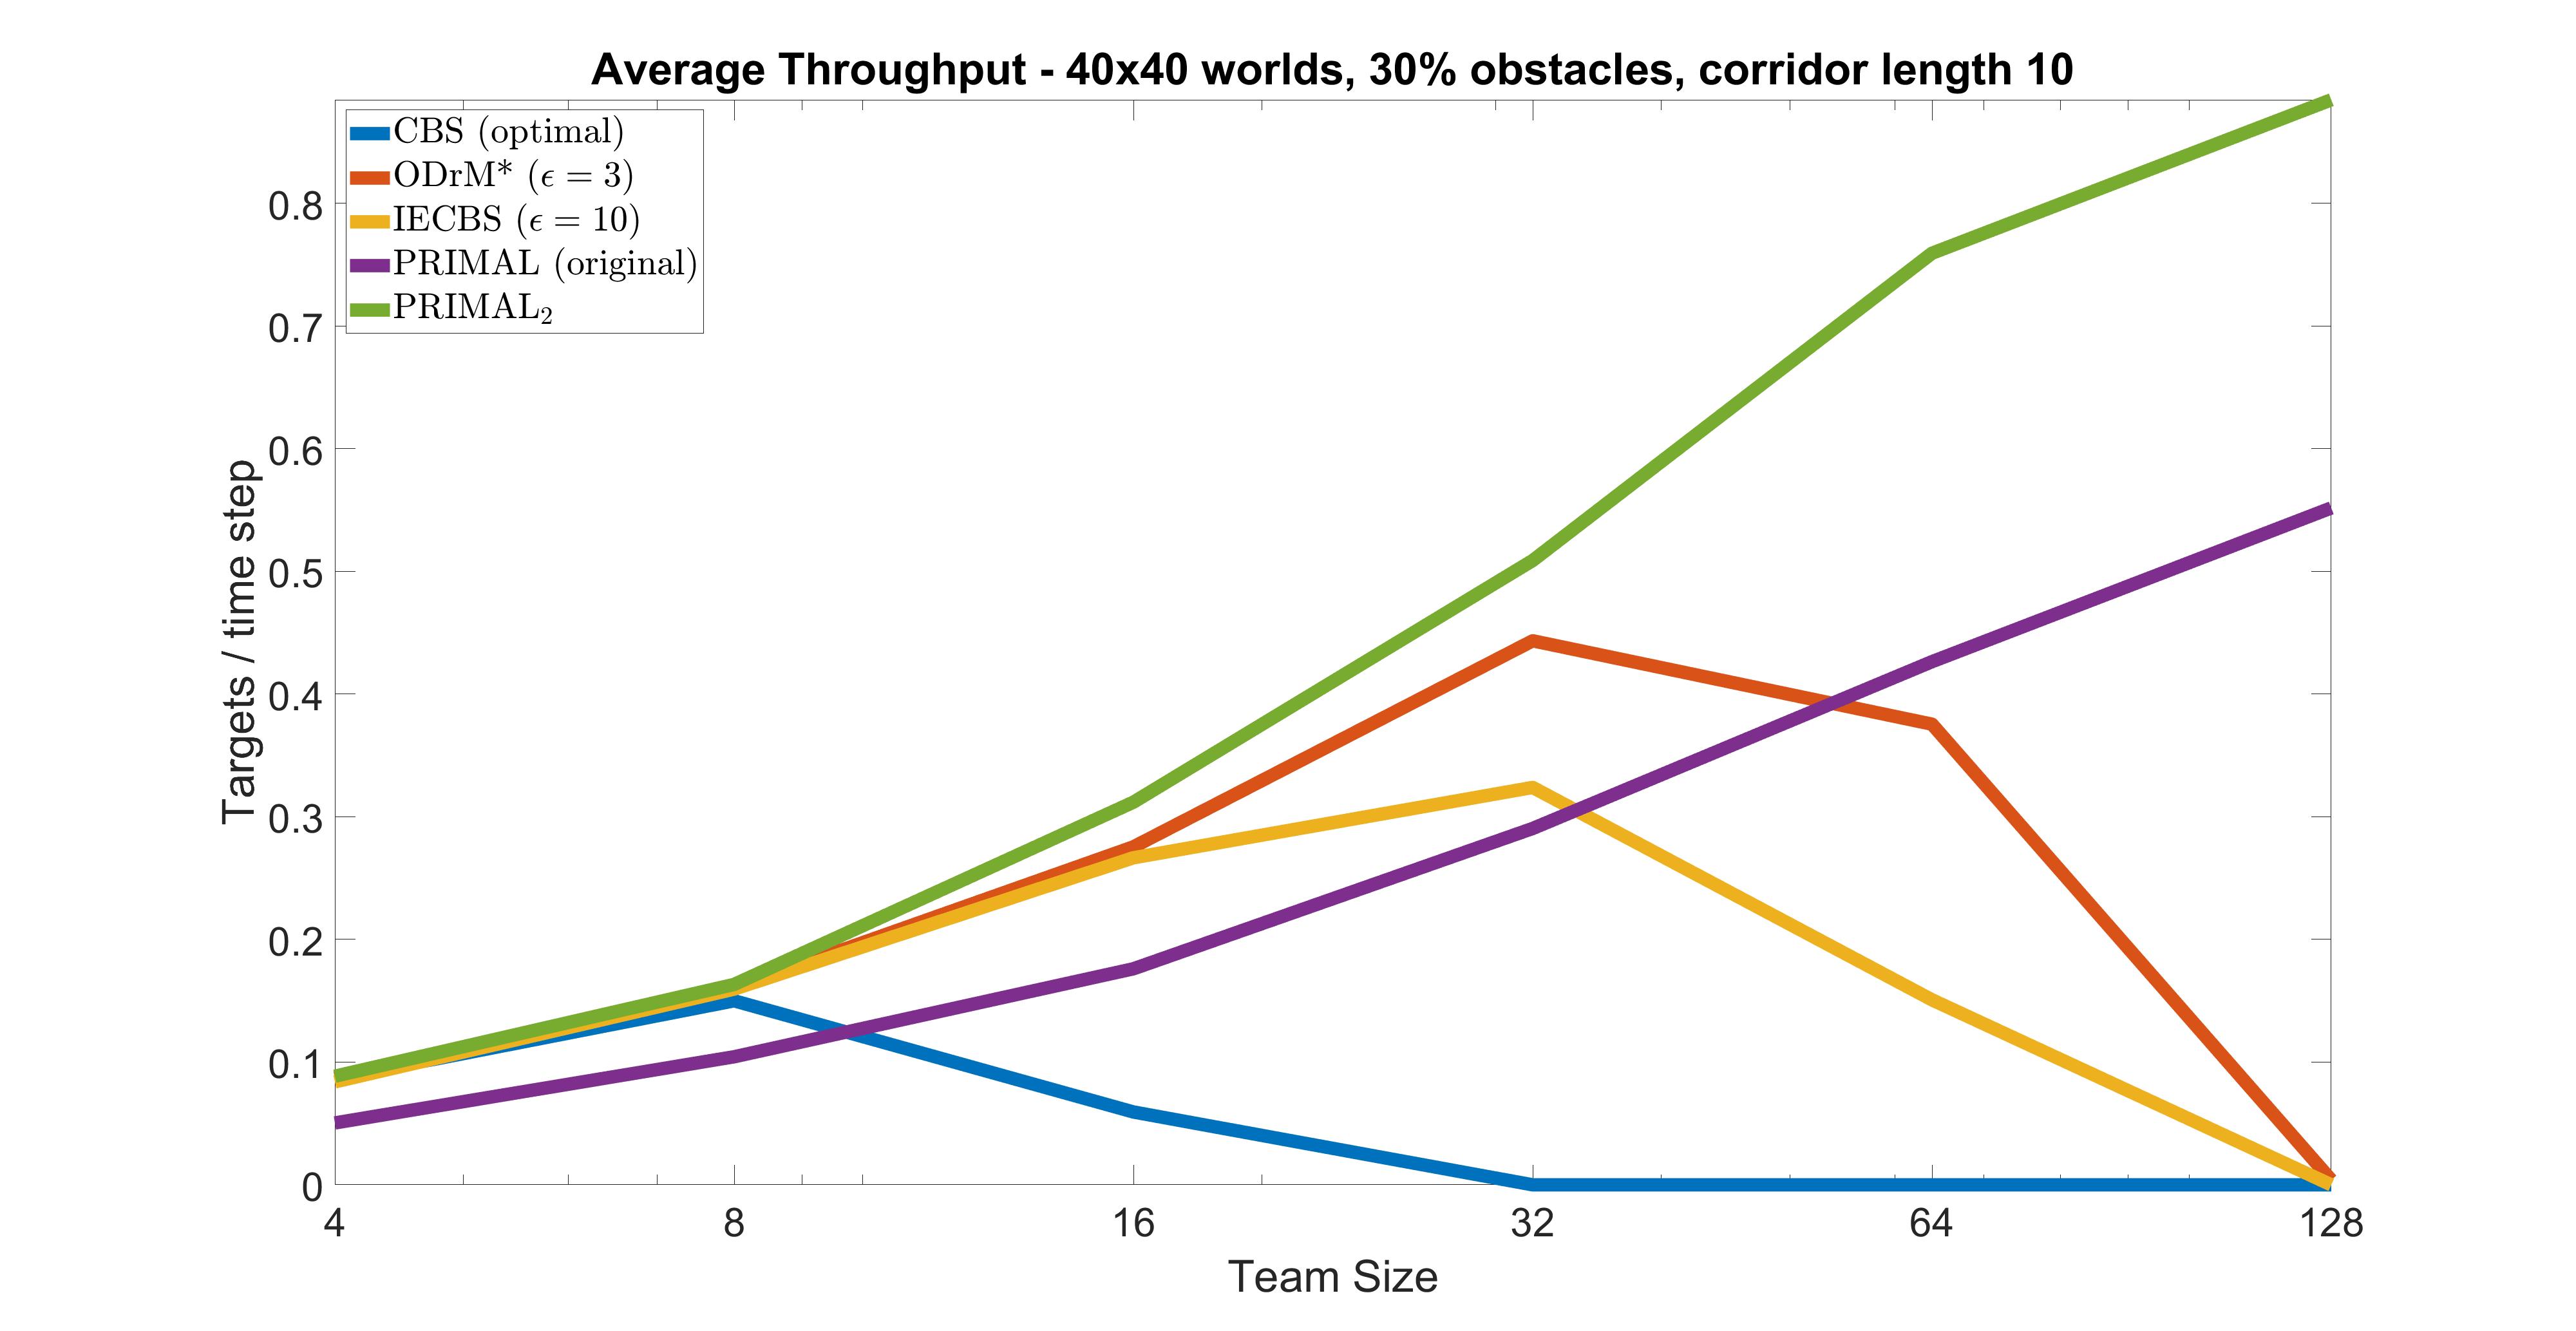 Average Throughput - 40x40 worlds, 30% obstacles, corridor length 10
CBS (optimal)
ODrM* (ϵ = 3)
IECBS (ϵ = 10)
PRIMAL (original)
PRIMAL₂
0.8
0.7
0.6
0.5
0.4
0.3
0.2
0.1
0
Targets / time step
4 8 16 32 64 128
Team Size